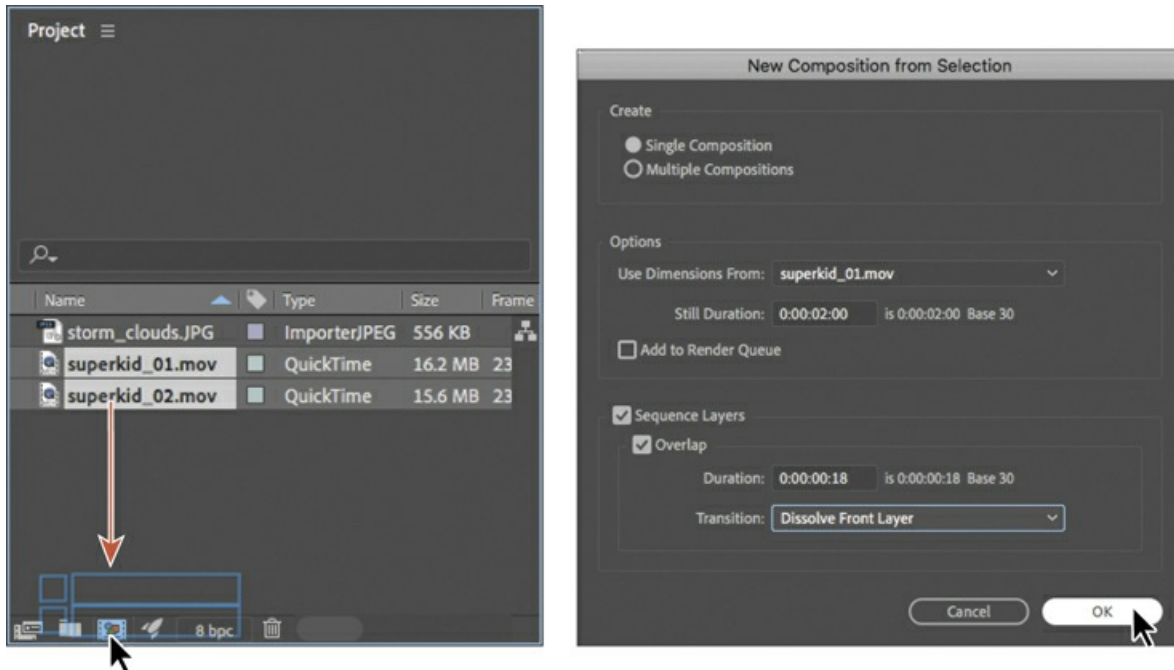 Project
Name Type Size Frame
storm_clouds.JPG ImporterJPEG 556 KB
superkid_01.mov QuickTime 16.2 MB 23
superkid_02.mov QuickTime 15.6 MB 23
8 bpc
New Composition from Selection
Create
Single Composition
Multiple Compositions
Options
Use Dimensions From: superkid_01.mov
Still Duration: 0:00:02:00 is 0:00:02:00 Base 30
Add to Render Queue
Sequence Layers
Overlap
Duration: 0:00:00:18 is 0:00:00:18 Base 30
Transition: Dissolve Front Layer
Cancel OK